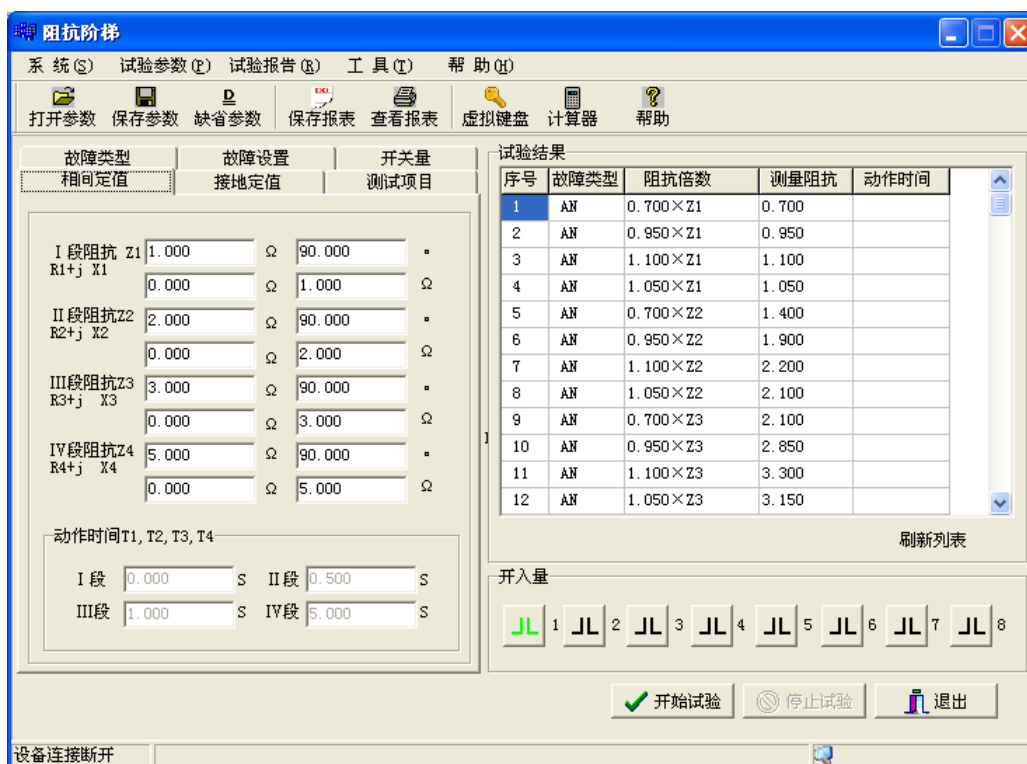 阻抗阶梯
系 统(S) 试验参数(P) 试验报告(R) 工 具(T) 帮 助(H)
打开参数 保存参数 缺省参数 保存报表 查看报表 虚拟键盘 计算器 帮助
故障类型 故障设置 开关量
相间定值 接地定值 测试项目
I 段阻抗 Z1 1.000 Ω 90.000 °
R1+j X1
0.000 Ω 1.000 Ω
II段阻抗Z2 2.000 Ω 90.000 °
R2+j X2
0.000 Ω 2.000 Ω
III段阻抗Z3 3.000 Ω 90.000 °
R3+j X3
0.000 Ω 3.000 Ω
IV段阻抗Z4 5.000 Ω 90.000 °
R4+j X4
0.000 Ω 5.000 Ω
动作时间T1,T2,T3,T4
I 段 0.000 S II段 0.500 S
III段 1.000 S IV段 5.000 S
试验结果
序号 故障类型 阻抗倍数 测量阻抗 动作时间
1 AN 0.700×Z1 0.700
2 AN 0.950×Z1 0.950
3 AN 1.100×Z1 1.100
4 AN 1.050×Z1 1.050
5 AN 0.700×Z2 1.400
6 AN 0.950×Z2 1.900
7 AN 1.100×Z2 2.200
8 AN 1.050×Z2 2.100
9 AN 0.700×Z3 2.100
10 AN 0.950×Z3 2.850
11 AN 1.100×Z3 3.300
12 AN 1.050×Z3 3.150
刷新列表
开入量
1 2 3 4 5 6 7 8
开始试验 停止试验 退出
设备连接断开